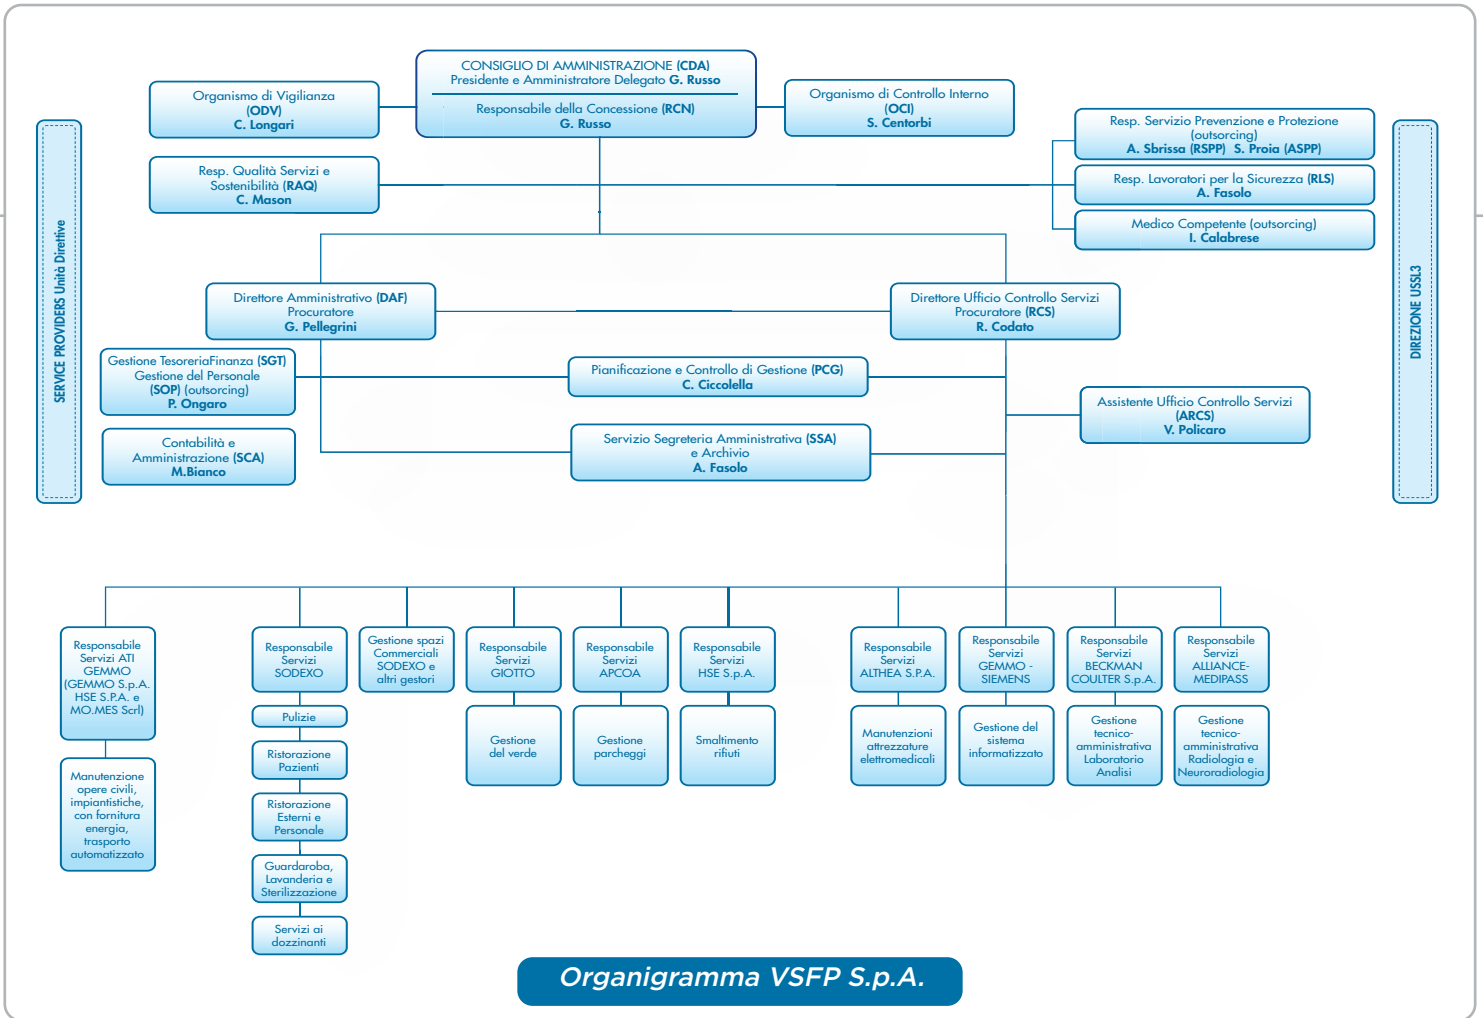 CONSIGLIO DI AMMINISTRAZIONE (CDA)
Presidente e Amministratore Delegato G. Russo
Responsabile della Concessione (RCN)
G. Russo
Organismo di Vigilanza
(ODV)
C. Longari
Organismo di Controllo Interno
(OCI)
S. Centorbi
Resp. Servizio Prevenzione e Protezione
(outsorcing)
A. Sbrissa (RSPP) S. Proia (ASPP)
Resp. Qualità Servizi e
Sostenibilità (RAQ)
C. Mason
Resp. Lavoratori per la Sicurezza (RLS)
A. Fasolo
Medico Competente (outsorcing)
I. Calabrese
SERVICE PROVIDERS Unità Direttive
DIREZIONE USSL3
Direttore Amministrativo (DAF)
Procuratore
G. Pellegrini
Direttore Ufficio Controllo Servizi
Procuratore (RCS)
R. Codato
Gestione TesoreriaFinanza (SGT)
Gestione del Personale
(SOP) (outsorcing)
P. Ongaro
Pianificazione e Controllo di Gestione (PCG)
C. Ciccolella
Assistente Ufficio Controllo Servizi
(ARCS)
V. Policaro
Contabilità e
Amministrazione (SCA)
M.Bianco
Servizio Segreteria Amministrativa (SSA)
e Archivio
A. Fasolo
Responsabile
Servizi ATI
GEMMO
(GEMMO S.p.A.
HSE S.P.A. e
MO.MES Scrl)
Manutenzione
opere civili,
impiantistiche,
con fornitura
energia,
trasporto
automatizzato
Responsabile
Servizi
SODEXO
Pulizie
Ristorazione
Pazienti
Ristorazione
Esterni e
Personale
Guardaroba,
Lavanderia e
Sterilizzazione
Servizi ai
dozzinanti
Gestione spazi
Commerciali
SODEXO e
altri gestori
Responsabile
Servizi
GIOTTO
Gestione
del verde
Responsabile
Servizi
APCOA
Gestione
parcheggi
Responsabile
Servizi
HSE S.p.A.
Smaltimento
rifiuti
Responsabile
Servizi
ALTHEA S.P.A.
Manutenzioni
attrezzature
elettromedicali
Responsabile
Servizi
GEMMO -
SIEMENS
Gestione del
sistema
informatizzato
Responsabile
Servizi
BECKMAN
COULTER S.p.A.
Gestione
tecnico-
amministrativa
Laboratorio
Analisi
Responsabile
Servizi
ALLIANCE-
MEDIPASS
Gestione
tecnico-
amministrativa
Radiologia e
Neuroradiologia
Organigramma VSFP S.p.A.